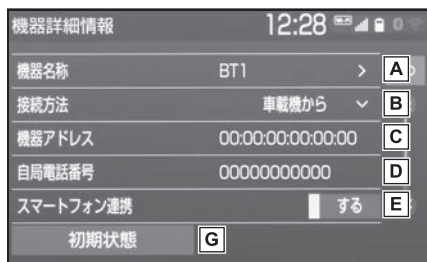 機器詳細情報 12:28
機器名称 BT1 > A
接続方法 車載機から B
機器アドレス 00:00:00:00:00:00 C
自局電話番号 00000000000 D
スマートフォン連携 する E
初期状態 G